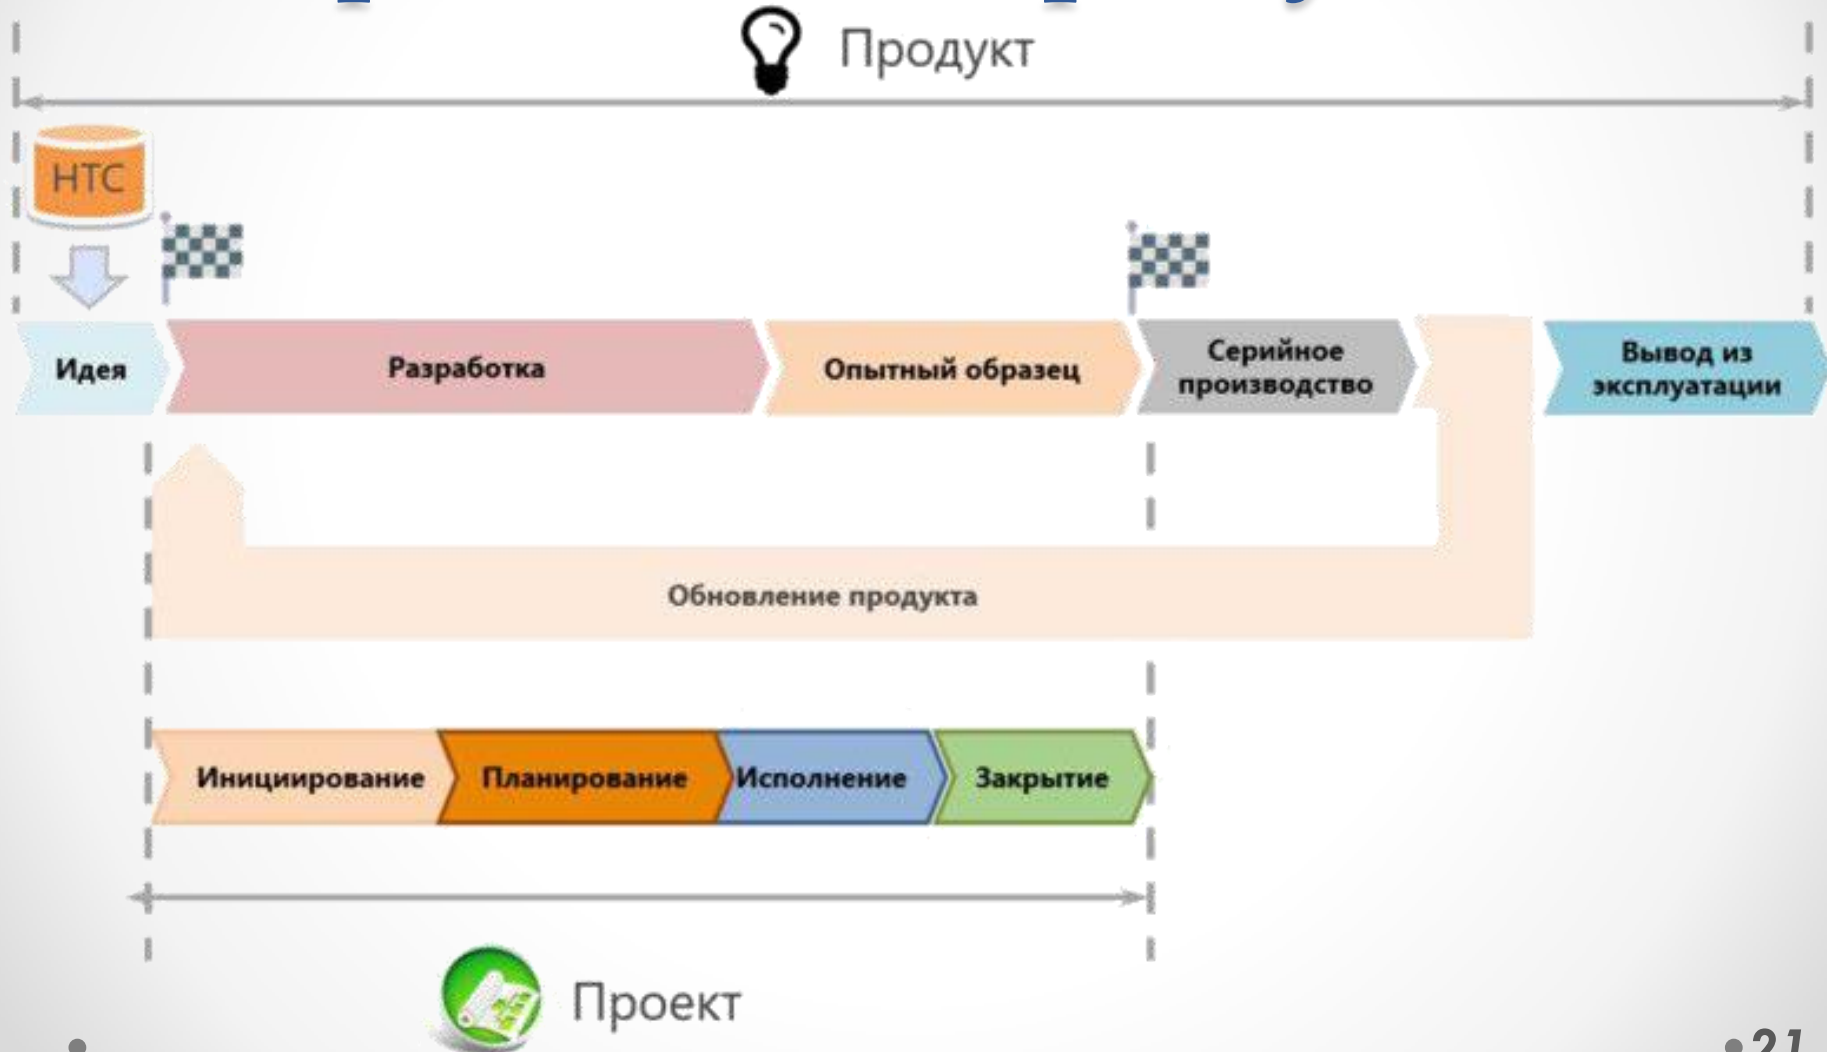 Продукт
НТС
Идея
Разработка
Опытный образец
Серийное
производство
Вывод из
эксплуатации
Обновление продукта
Инициирование
Планирование
Исполнение
Закрытие
Проект
21